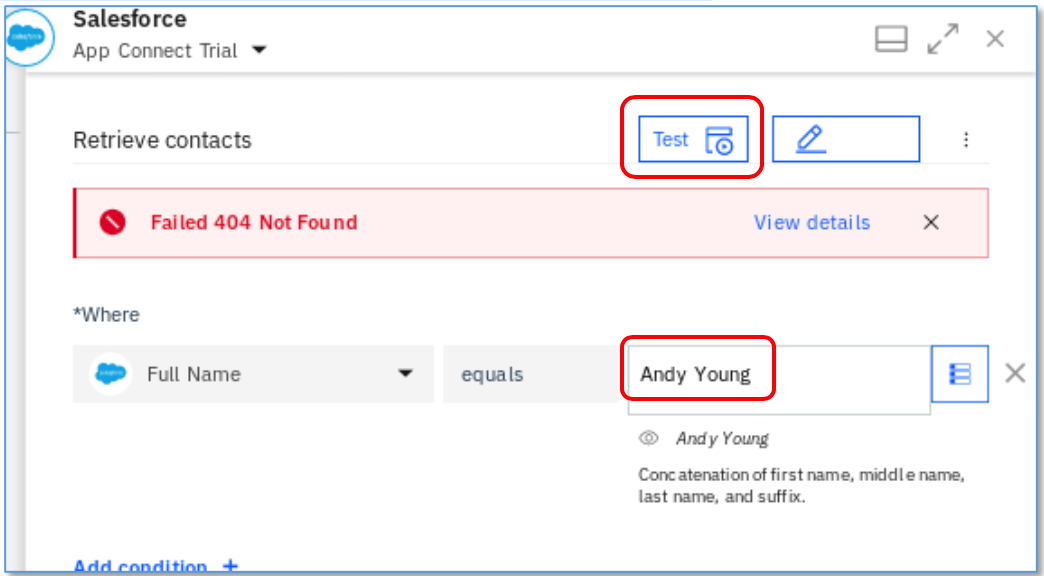 Salesforce
App Connect Trial
Retrieve contacts
Test
Failed 404 Not Found
View details
*Where
Full Name
equals
Andy Young
Andy Young
Concatenation of first name, middle name,
last name, and suffix.
Add condition +